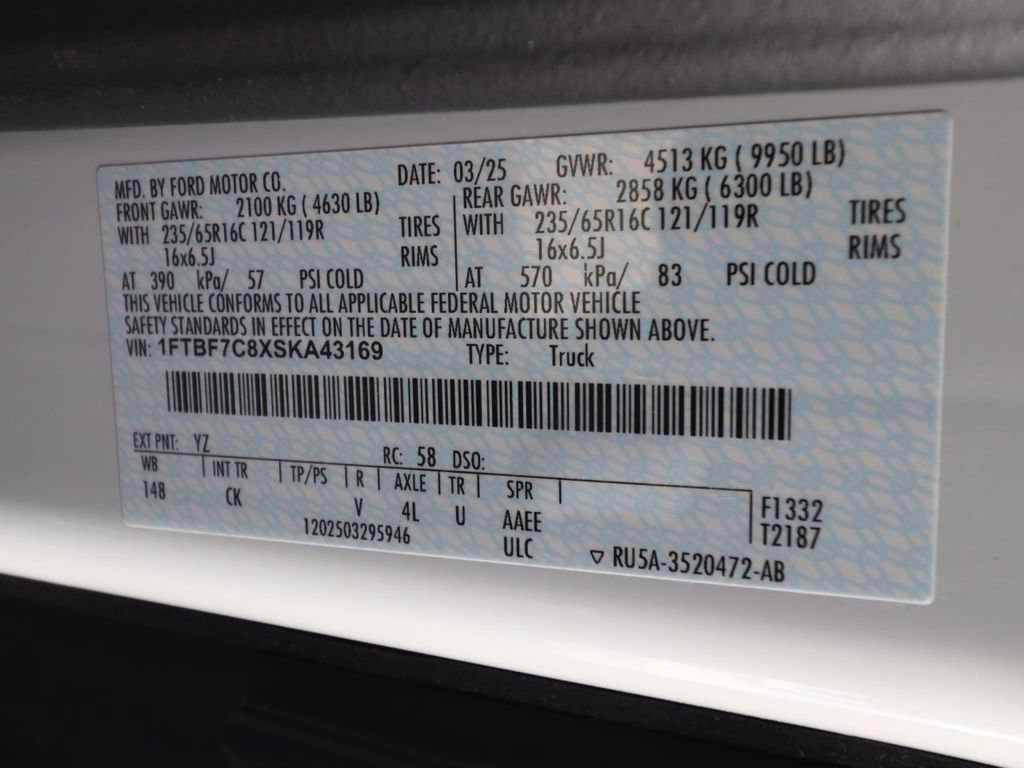 MFD. BY FORD MOTOR CO. DATE: 03/25 GVWR: 4513 KG ( 9950 LB)
FRONT GAWR: 2100 KG ( 4630 LB) REAR GAWR: 2858 KG ( 6300 LB)
WITH 235/65R16C 121/119R TIRES WITH 235/65R16C 121/119R TIRES
16x6.5J RIMS 16x6.5J RIMS
AT 390 kPa/ 57 PSI COLD AT 570 kPa/ 83 PSI COLD
THIS VEHICLE CONFORMS TO ALL APPLICABLE FEDERAL MOTOR VEHICLE
SAFETY STANDARDS IN EFFECT ON THE DATE OF MANUFACTURE SHOWN ABOVE.
VIN: 1FTBF7C8XSKA43169 TYPE: Truck
EXT PNT: YZ RC: 58 DSO:
WB INT TR TP/PS R AXLE TR SPR
148 CK V 4L U AAEE F1332
1202503295946 ULC T2187
RU5A-3520472-AB